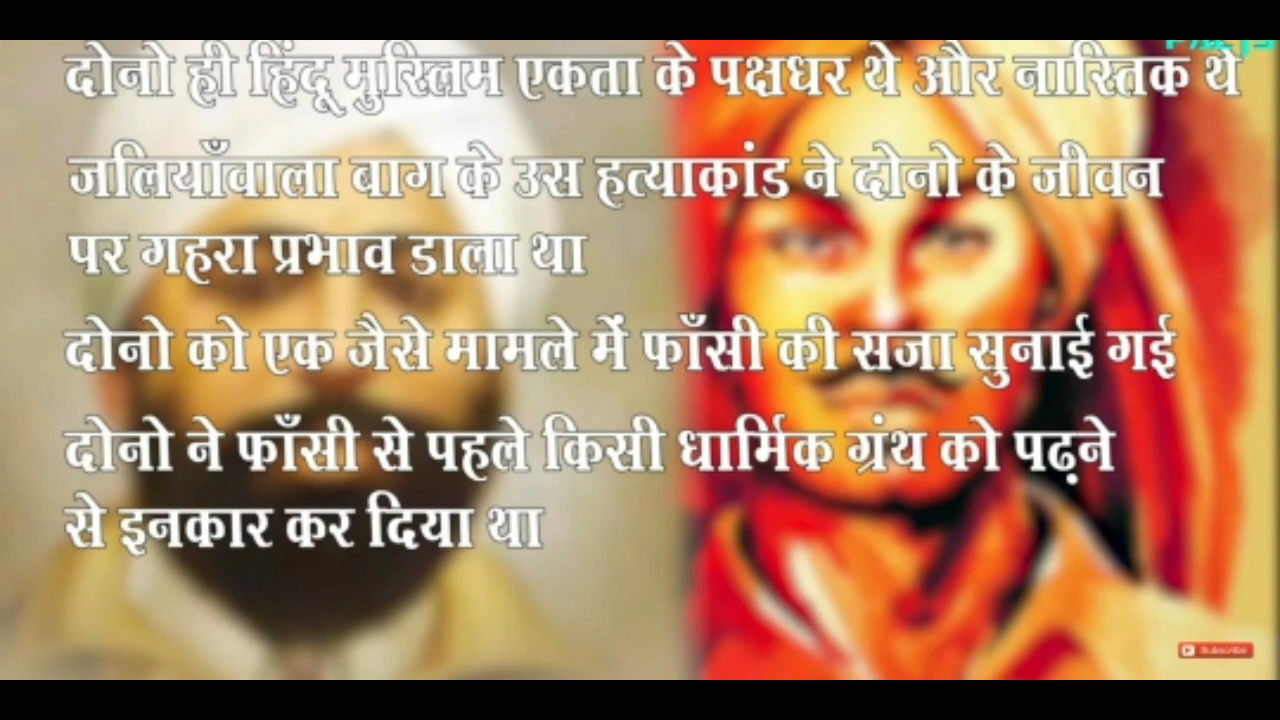 दोनो ही हिंदू मुस्लिम एकता के पक्षधर थे और नास्तिक थे
जलियाँवाला बाग के उस हत्याकांड ने दोनो के जीवन
पर गहरा प्रभाव डाला था
दोनो को एक जैसे मामले में फाँसी की सजा सुनाई गई
दोनो ने फाँसी से पहले किसी धार्मिक ग्रंथ को पढ़ने
से इनकार कर दिया था
Subscribe